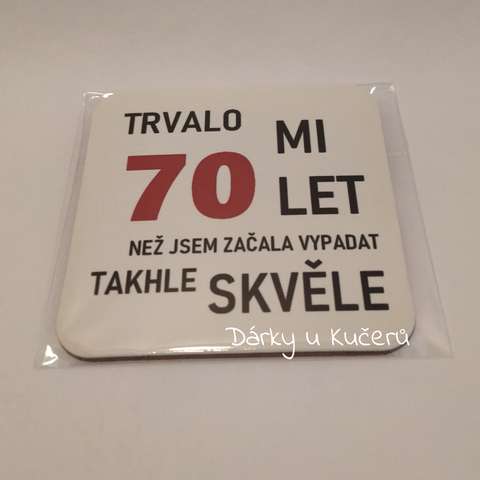 TRVALO MI
70 LET
NEŽ JSEM ZAČALA VYPADAT
TAKHLE SKVĚLE
Dárky u Kučerů